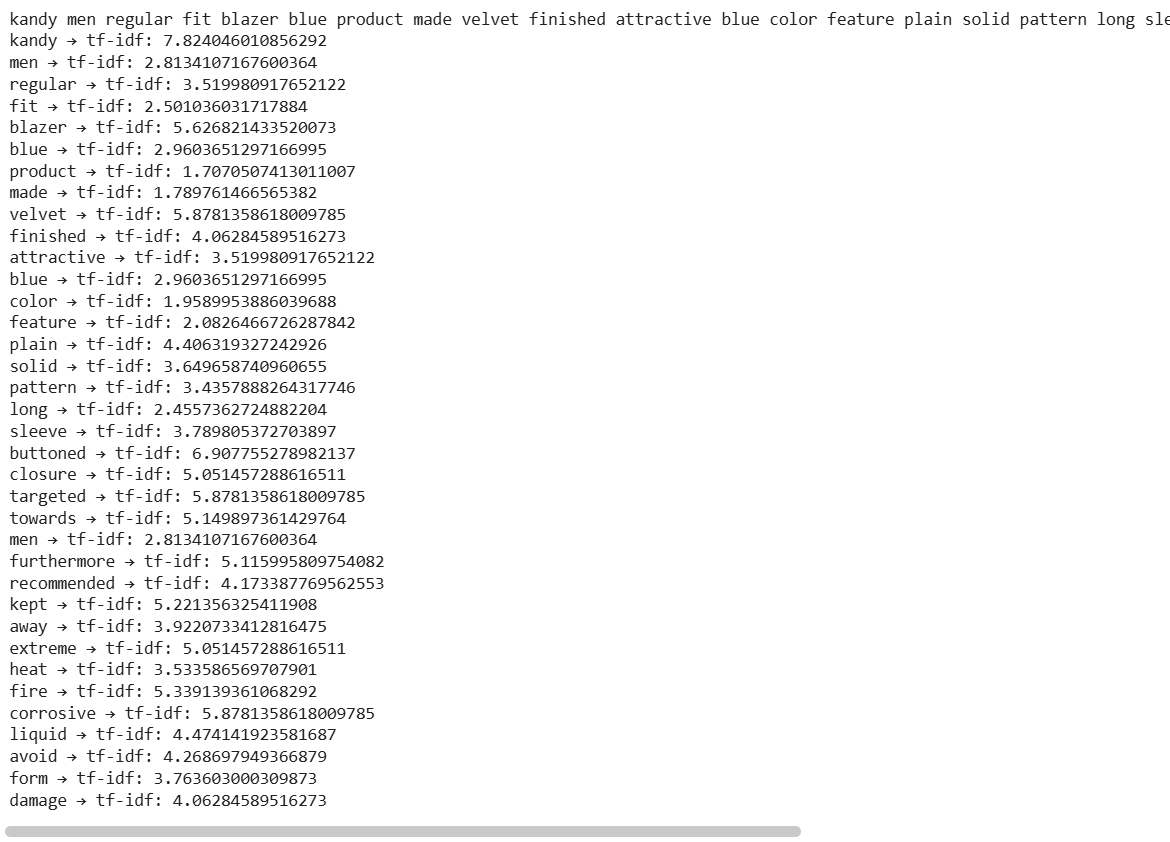 kandy men regular fit blazer blue product made velvet finished attractive blue color feature plain solid pattern long
kandy → tf-idf: 7.824046010856292
men → tf-idf: 2.8134107167600364
regular → tf-idf: 3.519980917652122
fit → tf-idf: 2.501036031717884
blazer → tf-idf: 5.626821433520073
blue → tf-idf: 2.9603651297166995
product → tf-idf: 1.7070507413011007
made → tf-idf: 1.789761466565382
velvet → tf-idf: 5.8781358618009785
finished → tf-idf: 4.06284589516273
attractive → tf-idf: 3.519980917652122
blue → tf-idf: 2.9603651297166995
color → tf-idf: 1.9589953886039688
feature → tf-idf: 2.0826466726287842
plain → tf-idf: 4.406319327242926
solid → tf-idf: 3.649658740960655
pattern → tf-idf: 3.4357888264317746
long → tf-idf: 2.4557362724882204
sleeve → tf-idf: 3.789805372703897
buttoned → tf-idf: 6.907755278982137
closure → tf-idf: 5.051457288616511
targeted → tf-idf: 5.8781358618009785
towards → tf-idf: 5.149897361429764
men → tf-idf: 2.8134107167600364
furthermore → tf-idf: 5.115995809754082
recommended → tf-idf: 4.173387769562553
kept → tf-idf: 5.221356325411908
away → tf-idf: 3.9220733412816475
extreme → tf-idf: 5.051457288616511
heat → tf-idf: 3.533586569707901
fire → tf-idf: 5.339139361068292
corrosive → tf-idf: 5.8781358618009785
liquid → tf-idf: 4.474141923581687
avoid → tf-idf: 4.268697949366879
form → tf-idf: 3.763603000309873
damage → tf-idf: 4.06284589516273